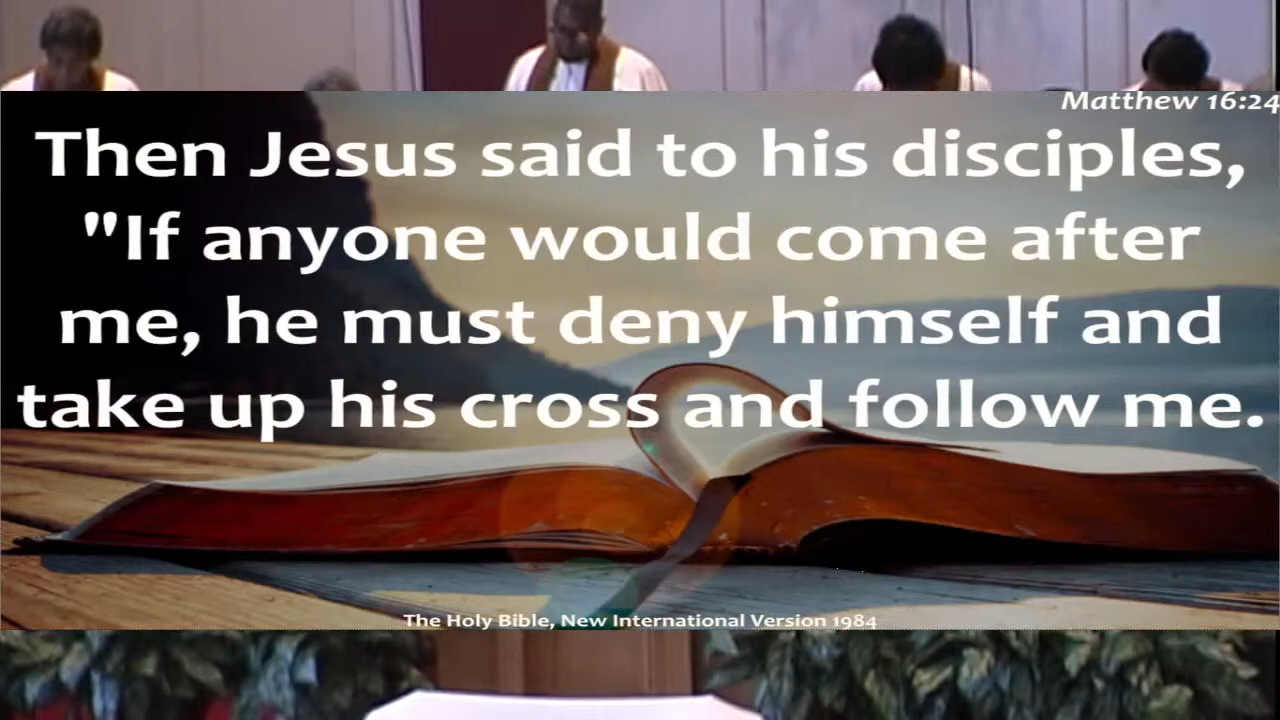 Matthew 16:24
Then Jesus said to his disciples,
"If anyone would come after
me, he must deny himself and
take up his cross and follow me.
The Holy Bible, New International Version 1984